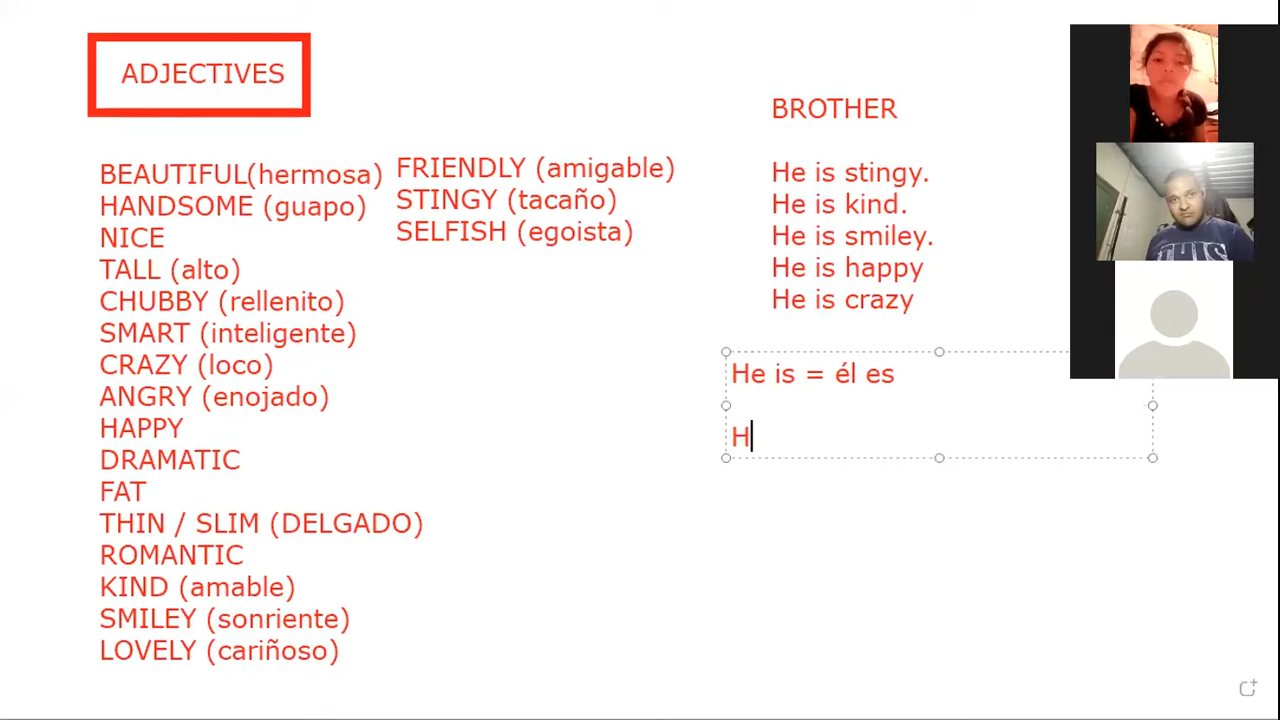 ADJECTIVES
BEAUTIFUL(hermosa)
HANDSOME (guapo)
NICE
TALL (alto)
CHUBBY (rellenito)
SMART (inteligente)
CRAZY (loco)
ANGRY (enojado)
HAPPY
DRAMATIC
FAT
THIN / SLIM (DELGADO)
ROMANTIC
KIND (amable)
SMILEY (sonriente)
LOVELY (cariñoso)
FRIENDLY (amigable)
STINGY (tacaño)
SELFISH (egoista)
BROTHER
He is stingy.
He is kind.
He is smiley.
He is happy
He is crazy
He is = él es
H
THIS